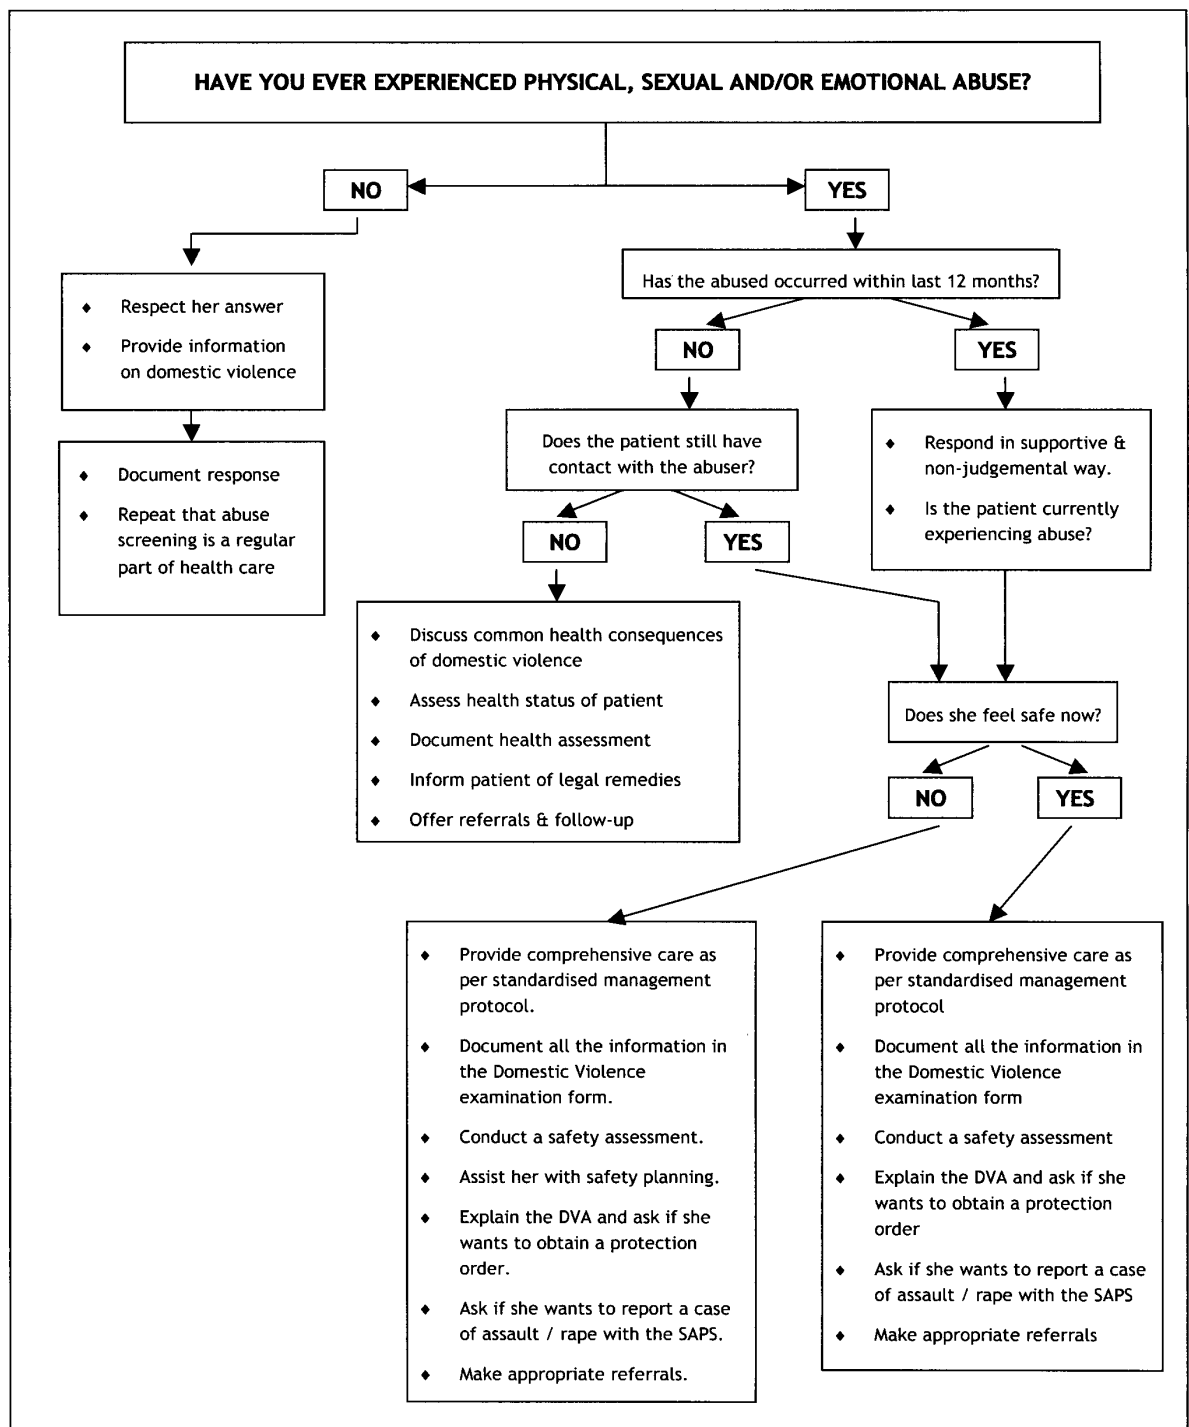 HAVE YOU EVER EXPERIENCED PHYSICAL, SEXUAL AND/OR EMOTIONAL ABUSE?
NO
YES
♦ Respect her answer
♦ Provide information
on domestic violence
♦ Document response
♦ Repeat that abuse
screening is a regular
part of health care
Has the abused occurred within last 12 months?
NO
YES
Does the patient still have
contact with the abuser?
♦ Respond in supportive &
non-judgemental way.
♦ Is the patient currently
experiencing abuse?
NO
YES
♦ Discuss common health consequences
of domestic violence
♦ Assess health status of patient
♦ Document health assessment
♦ Inform patient of legal remedies
♦ Offer referrals & follow-up
Does she feel safe now?
NO
YES
♦ Provide comprehensive care as
per standardised management
protocol.
♦ Document all the information in
the Domestic Violence
examination form.
♦ Conduct a safety assessment.
♦ Assist her with safety planning.
♦ Explain the DVA and ask if she
wants to obtain a protection
order.
♦ Ask if she wants to report a case
of assault / rape with the SAPS.
♦ Make appropriate referrals.
♦ Provide comprehensive care as
per standardised management
protocol
♦ Document all the information in
the Domestic Violence
examination form
♦ Conduct a safety assessment
♦ Explain the DVA and ask if she
wants to obtain a protection
order
♦ Ask if she wants to report a case
of assault / rape with the SAPS
♦ Make appropriate referrals